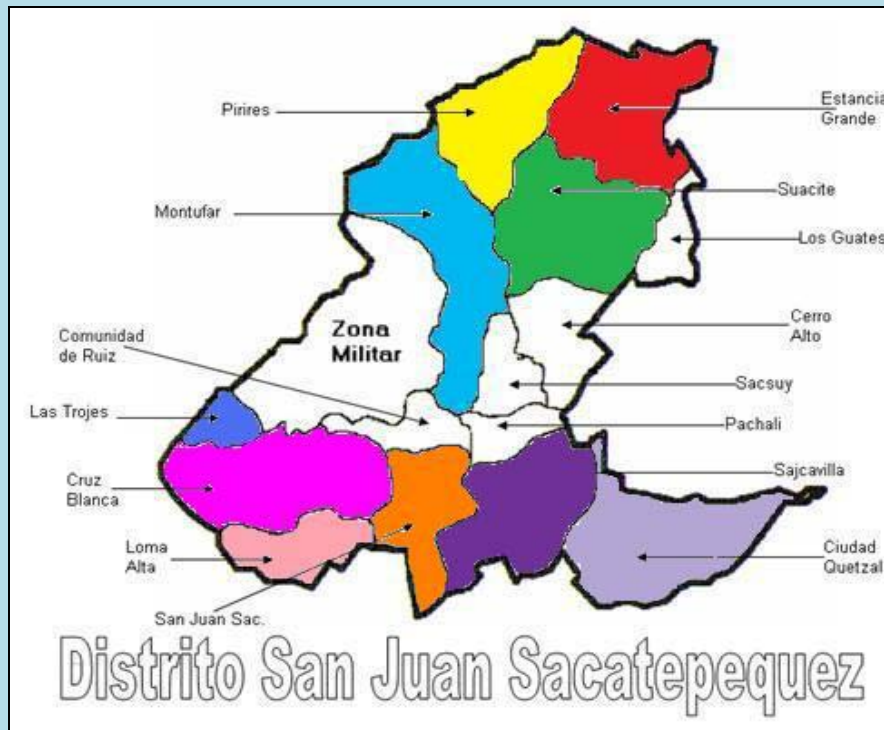 Pirires
Estancia
Grande
Suacite
Montufar
Los Guates
Zona
Militar
Cerro
Alto
Comunidad
de Ruiz
Sacsuy
Las Trojes
Pachali
Sajcavilla
Cruz
Blanca
Loma
Alta
Ciudad
Quetzal
San Juan Sac.
Distrito San Juan Sacatepequez